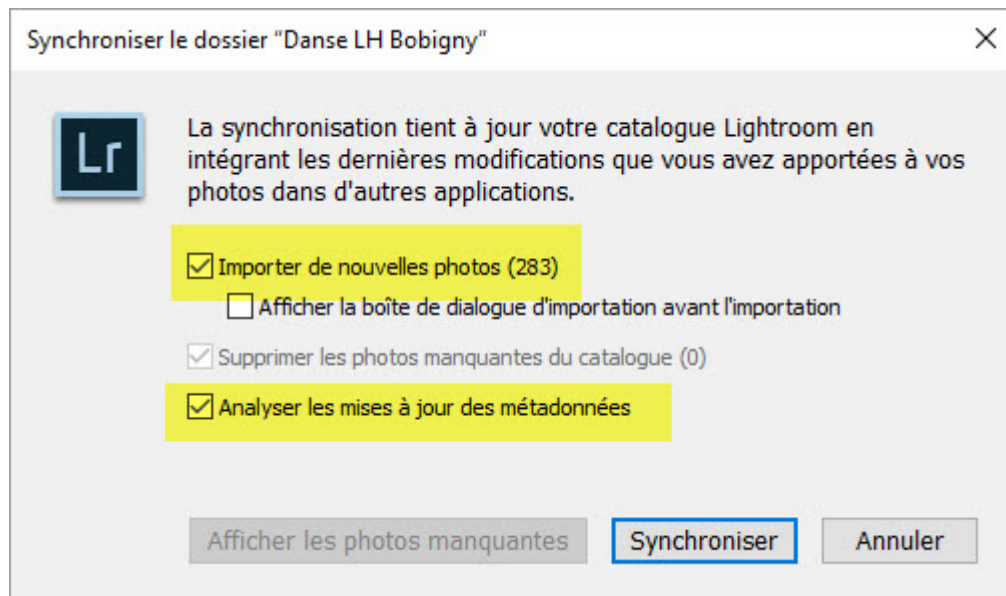 Synchroniser le dossier “Danse LH Bobigny”
Lr
La synchronisation tient à jour votre catalogue Lightroom en
intégrant les dernières modifications que vous avez apportées à vos
photos dans d'autres applications.
Importer de nouvelles photos (283)
Afficher la boîte de dialogue d'importation avant l'importation
Supprimer les photos manquantes du catalogue (0)
Analyser les mises à jour des métadonnées
Afficher les photos manquantes Synchroniser Annuler